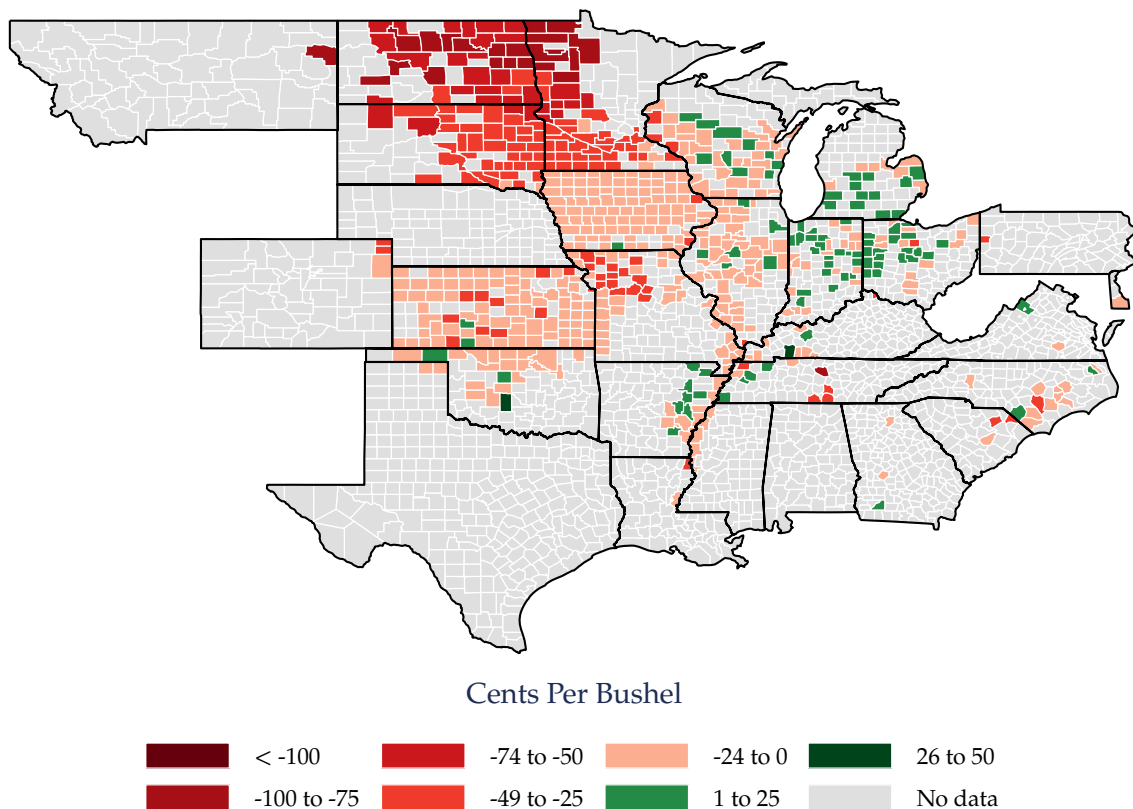 Cents Per Bushel
< -100
-74 to -50
-24 to 0
26 to 50
-100 to -75
-49 to -25
1 to 25
No data